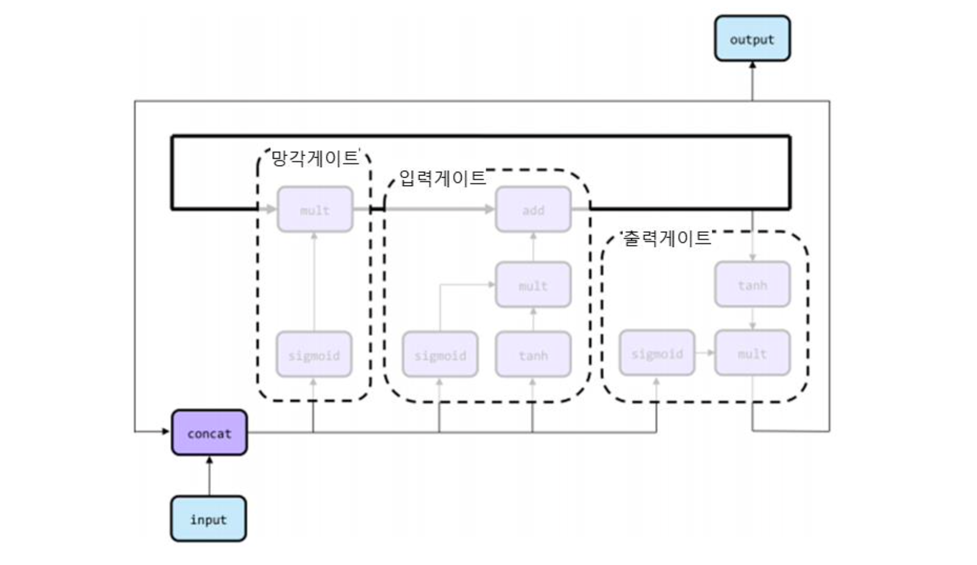 output
망각게이트'
입력게이트
mult
add
출력게이트
mult
tanh
sigmoid
sigmoid
tanh
sigmoid
mult
concat
input